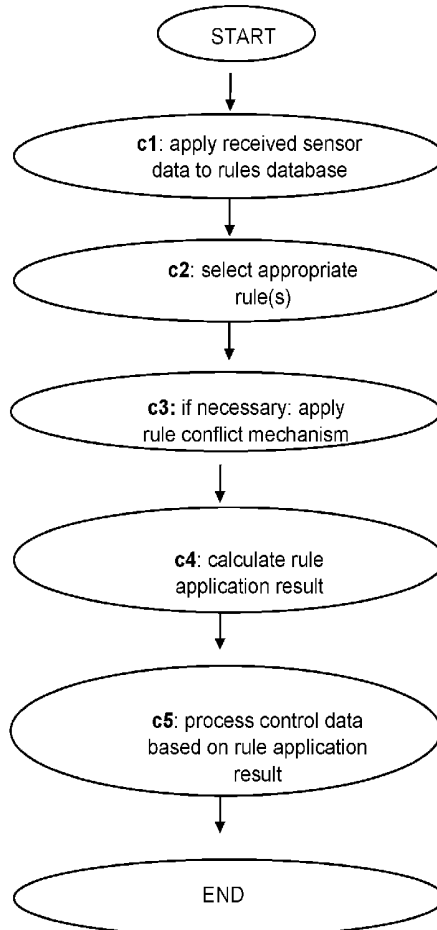 START
c1: apply received sensor
data to rules database
c2: select appropriate
rule(s)
c3: if necessary: apply
rule conflict mechanism
c4: calculate rule
application result
c5: process control data
based on rule application
result
END